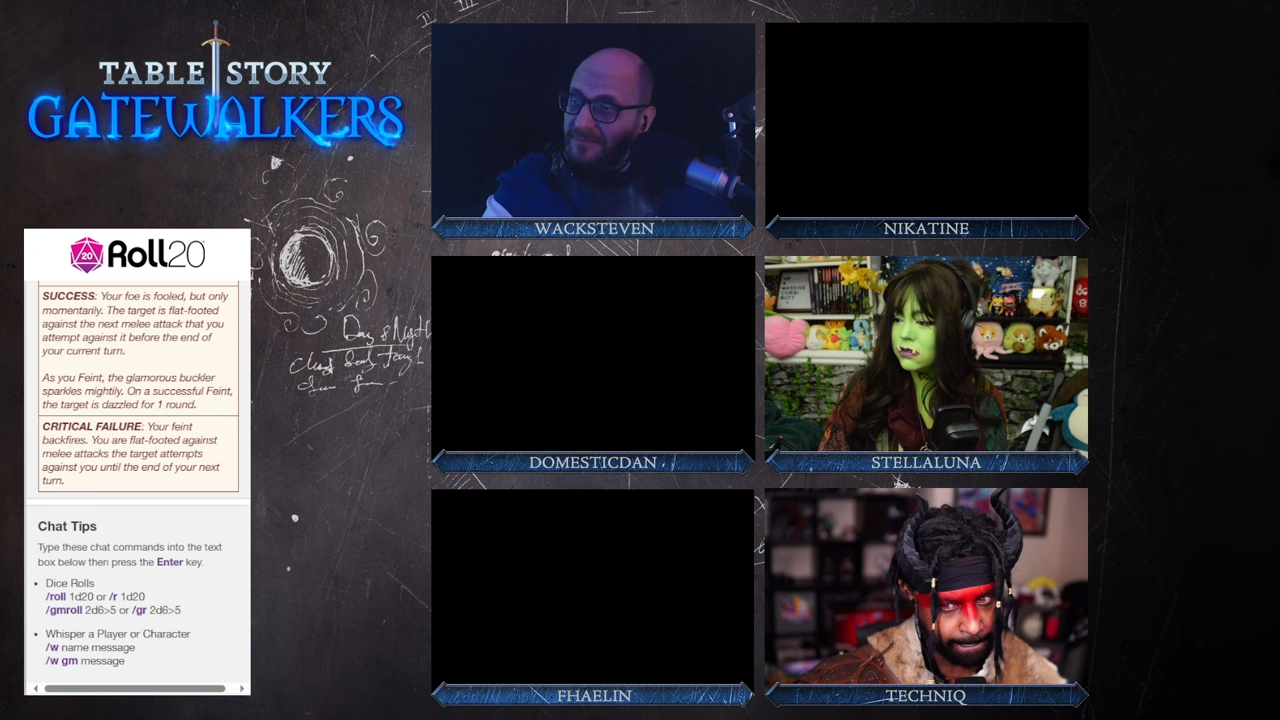 TABLE STORY
GATEWALKERS
Roll20
SUCCESS: Your foe is fooled, but only
momentarily. The target is flat-footed
against the next melee attack that you
attempt against it before the end of
your current turn.
As you Feint, the glamorous buckler
sparkles mightily. On a successful Feint,
the target is dazzled for 1 round.
CRITICAL FAILURE: Your feint
backfires. You are flat-footed against
melee attacks the target attempts
against you until the end of your next
turn.
Chat Tips
Type these chat commands into the text
box below then press the Enter key.
• Dice Rolls
/roll 1d20 or /r 1d20
/gmroll 2d6>5 or /gr 2d6>5
• Whisper a Player or Character
/w name message
/w gm message
WACKSTEVEN
NIKATINE
DOMESTICDAN
STELLALUNA
FHAELIN
TECHNIQ